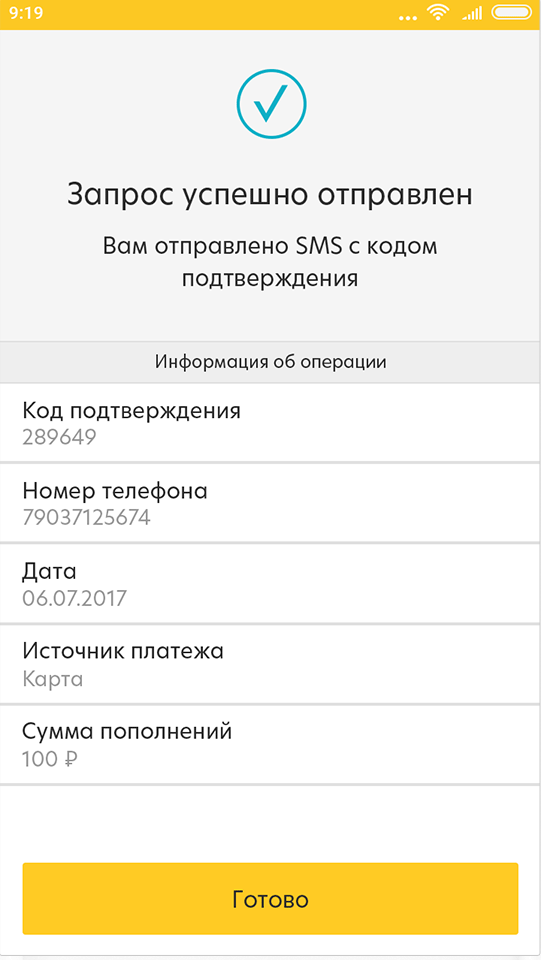 9:19
Запрос успешно отправлен
Вам отправлено SMS с кодом
подтверждения
Информация об операции
Код подтверждения
289649
Номер телефона
79037125674
Дата
06.07.2017
Источник платежа
Карта
Сумма пополнений
100 ₽
Готово